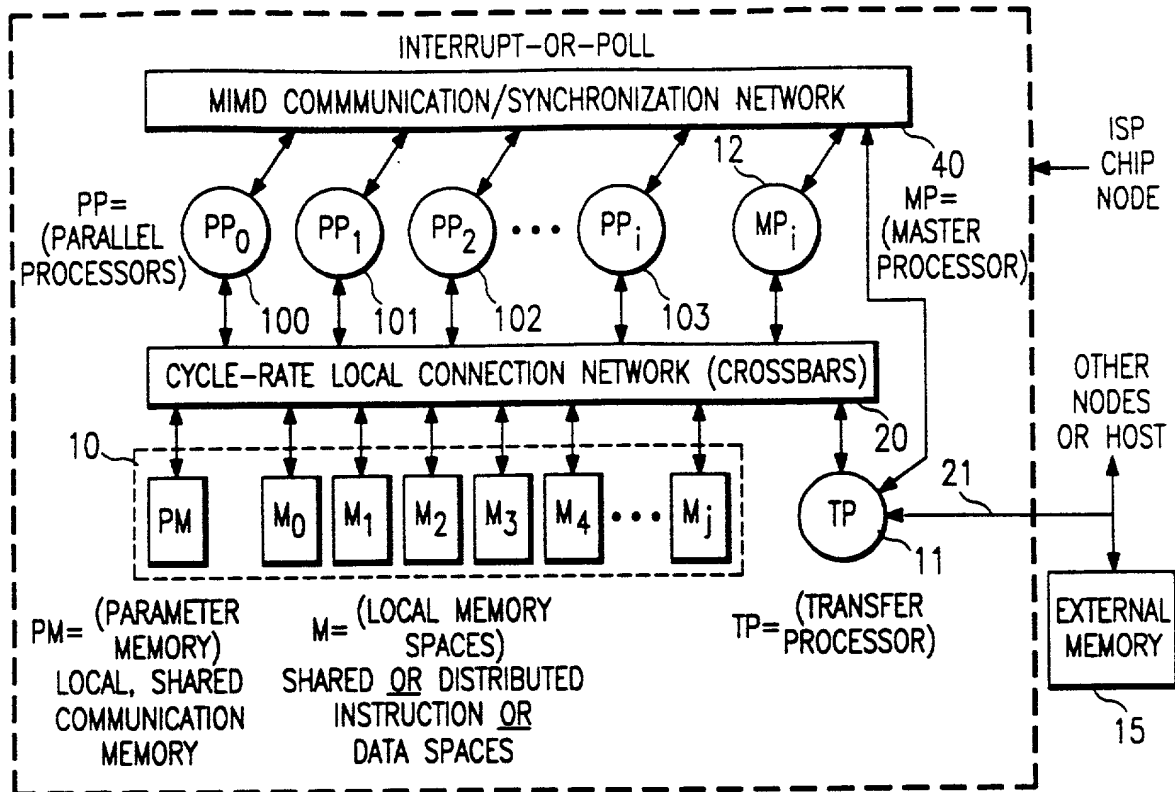 INTERRUPT-OR-POLL
MIMD COMMMUNICATION/SYNCHRONIZATION NETWORK
40
ISP
CHIP
NODE
12
PP=
(PARALLEL
PROCESSORS)
PP0
PP1
PP2
•••
PPi
MPi
MP=
(MASTER
PROCESSOR)
100
101
102
103
CYCLE-RATE LOCAL CONNECTION NETWORK (CROSSBARS)
20
OTHER
NODES
OR HOST
10
PM
M0
M1
M2
M3
M4
•••
Mj
TP
11
21
PM= (PARAMETER
MEMORY)
LOCAL, SHARED
COMMUNICATION
MEMORY
M= (LOCAL MEMORY
SPACES)
SHARED OR DISTRIBUTED
INSTRUCTION OR
DATA SPACES
TP= (TRANSFER
PROCESSOR)
EXTERNAL
MEMORY
15